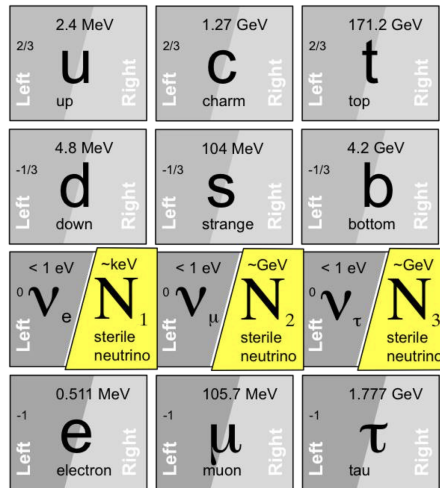 2.4 MeV
2/3
u
Left
Right
up
1.27 GeV
2/3
c
charm
171.2 GeV
2/3
t
Left
Right
top
4.8 MeV
-1/3
d
Left
Right
down
104 MeV
-1/3
s
Left
Right
strange
4.2 GeV
-1/3
b
Left
Right
bottom
< 1 eV
0
νe
Left
~keV
N1
sterile
neutrino
< 1 eV
0
νμ
Left
~GeV
N2
sterile
neutrino
< 1 eV
0
ντ
Left
~GeV
N3
sterile
neutrino
0.511 MeV
-1
e
Left
Right
electron
105.7 MeV
-1
μ
Left
Right
muon
1.777 GeV
-1
τ
Left
Right
tau